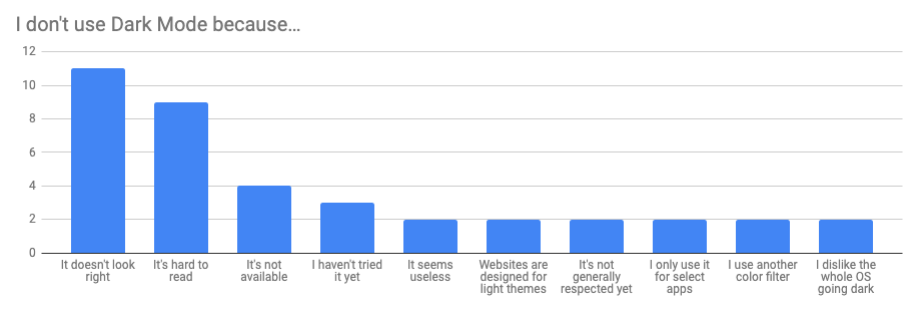 I don't use Dark Mode because...
12
10
8
6
4
2
0
It doesn't look
right
It's hard to
read
It's not
available
I haven't tried
it yet
It seems
useless
Websites are
designed for
light themes
It's not
generally
respected yet
I only use it
for select
apps
I use another
color filter
I dislike the
whole OS
going dark